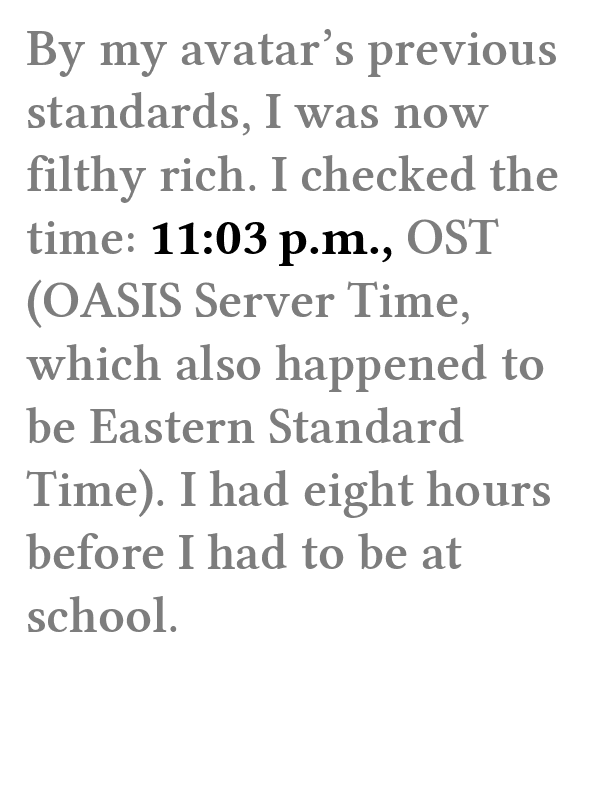 By my avatar’s previous
standards, I was now
filthy rich. I checked the
time: 11:03 p.m., OST
(OASIS Server Time,
which also happened to
be Eastern Standard
Time). I had eight hours
before I had to be at
school.